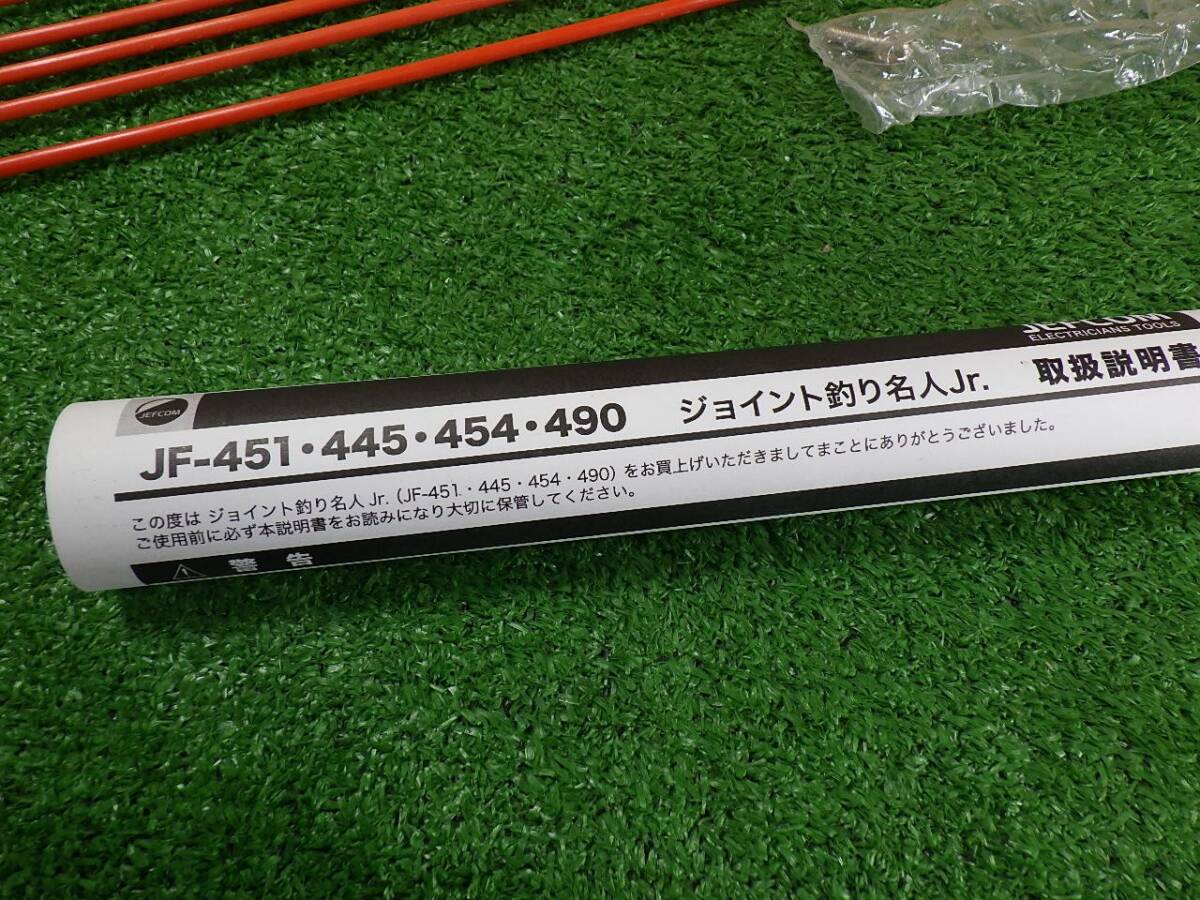 JEFCOM
ELECTRICIANS TOOLS
JEFCOM
JF-451・445・454・490 ジョイント釣り名人Jr. 取扱説明書
この度は ジョイント釣り名人Jr.(JF-451・445・454・490)をお買上げいただきましてまことにありがとうございました。
ご使用前に必ず本説明書をお読みになり大切に保管してください。
警告